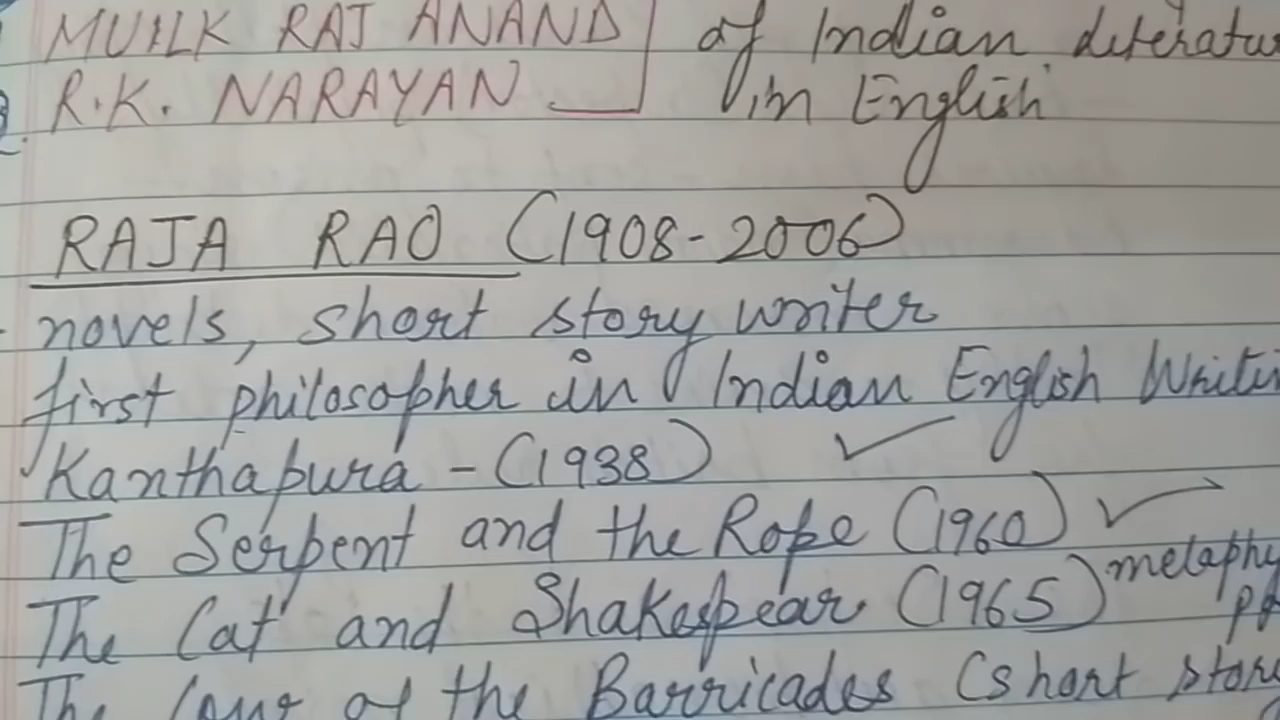 MUILK RAJ ANAND of Indian literatu
R.K. NARAYAN in English
RAJA RAO (1908-2006)
novels, short story writer
first philosopher in Indian English Writi
Kanthapura - (1938)
The Serpent and the Rope (1960)
The Cat and Shakespear (1965) metaphy
The of the Barricades (short story